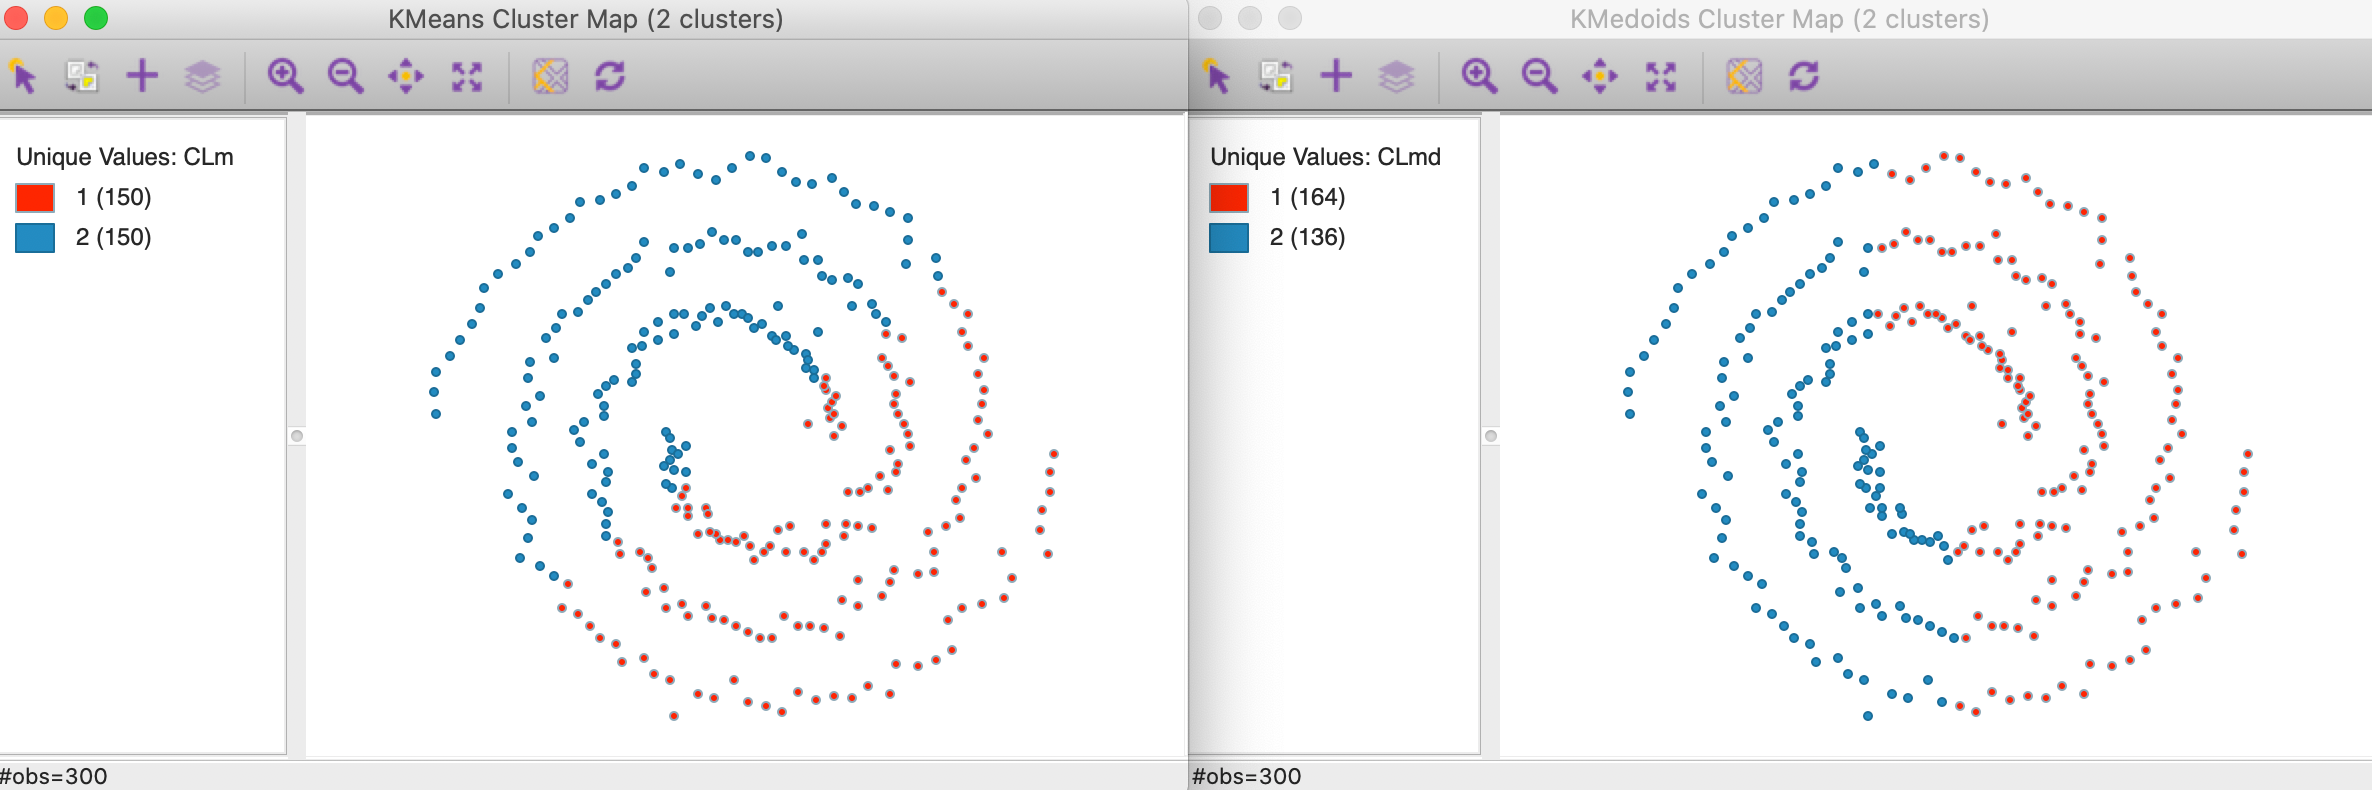 KMeans Cluster Map (2 clusters)
Unique Values: CLm
1 (150)
2 (150)
#obs=300
KMedoids Cluster Map (2 clusters)
Unique Values: CLmd
1 (164)
2 (136)
#obs=300